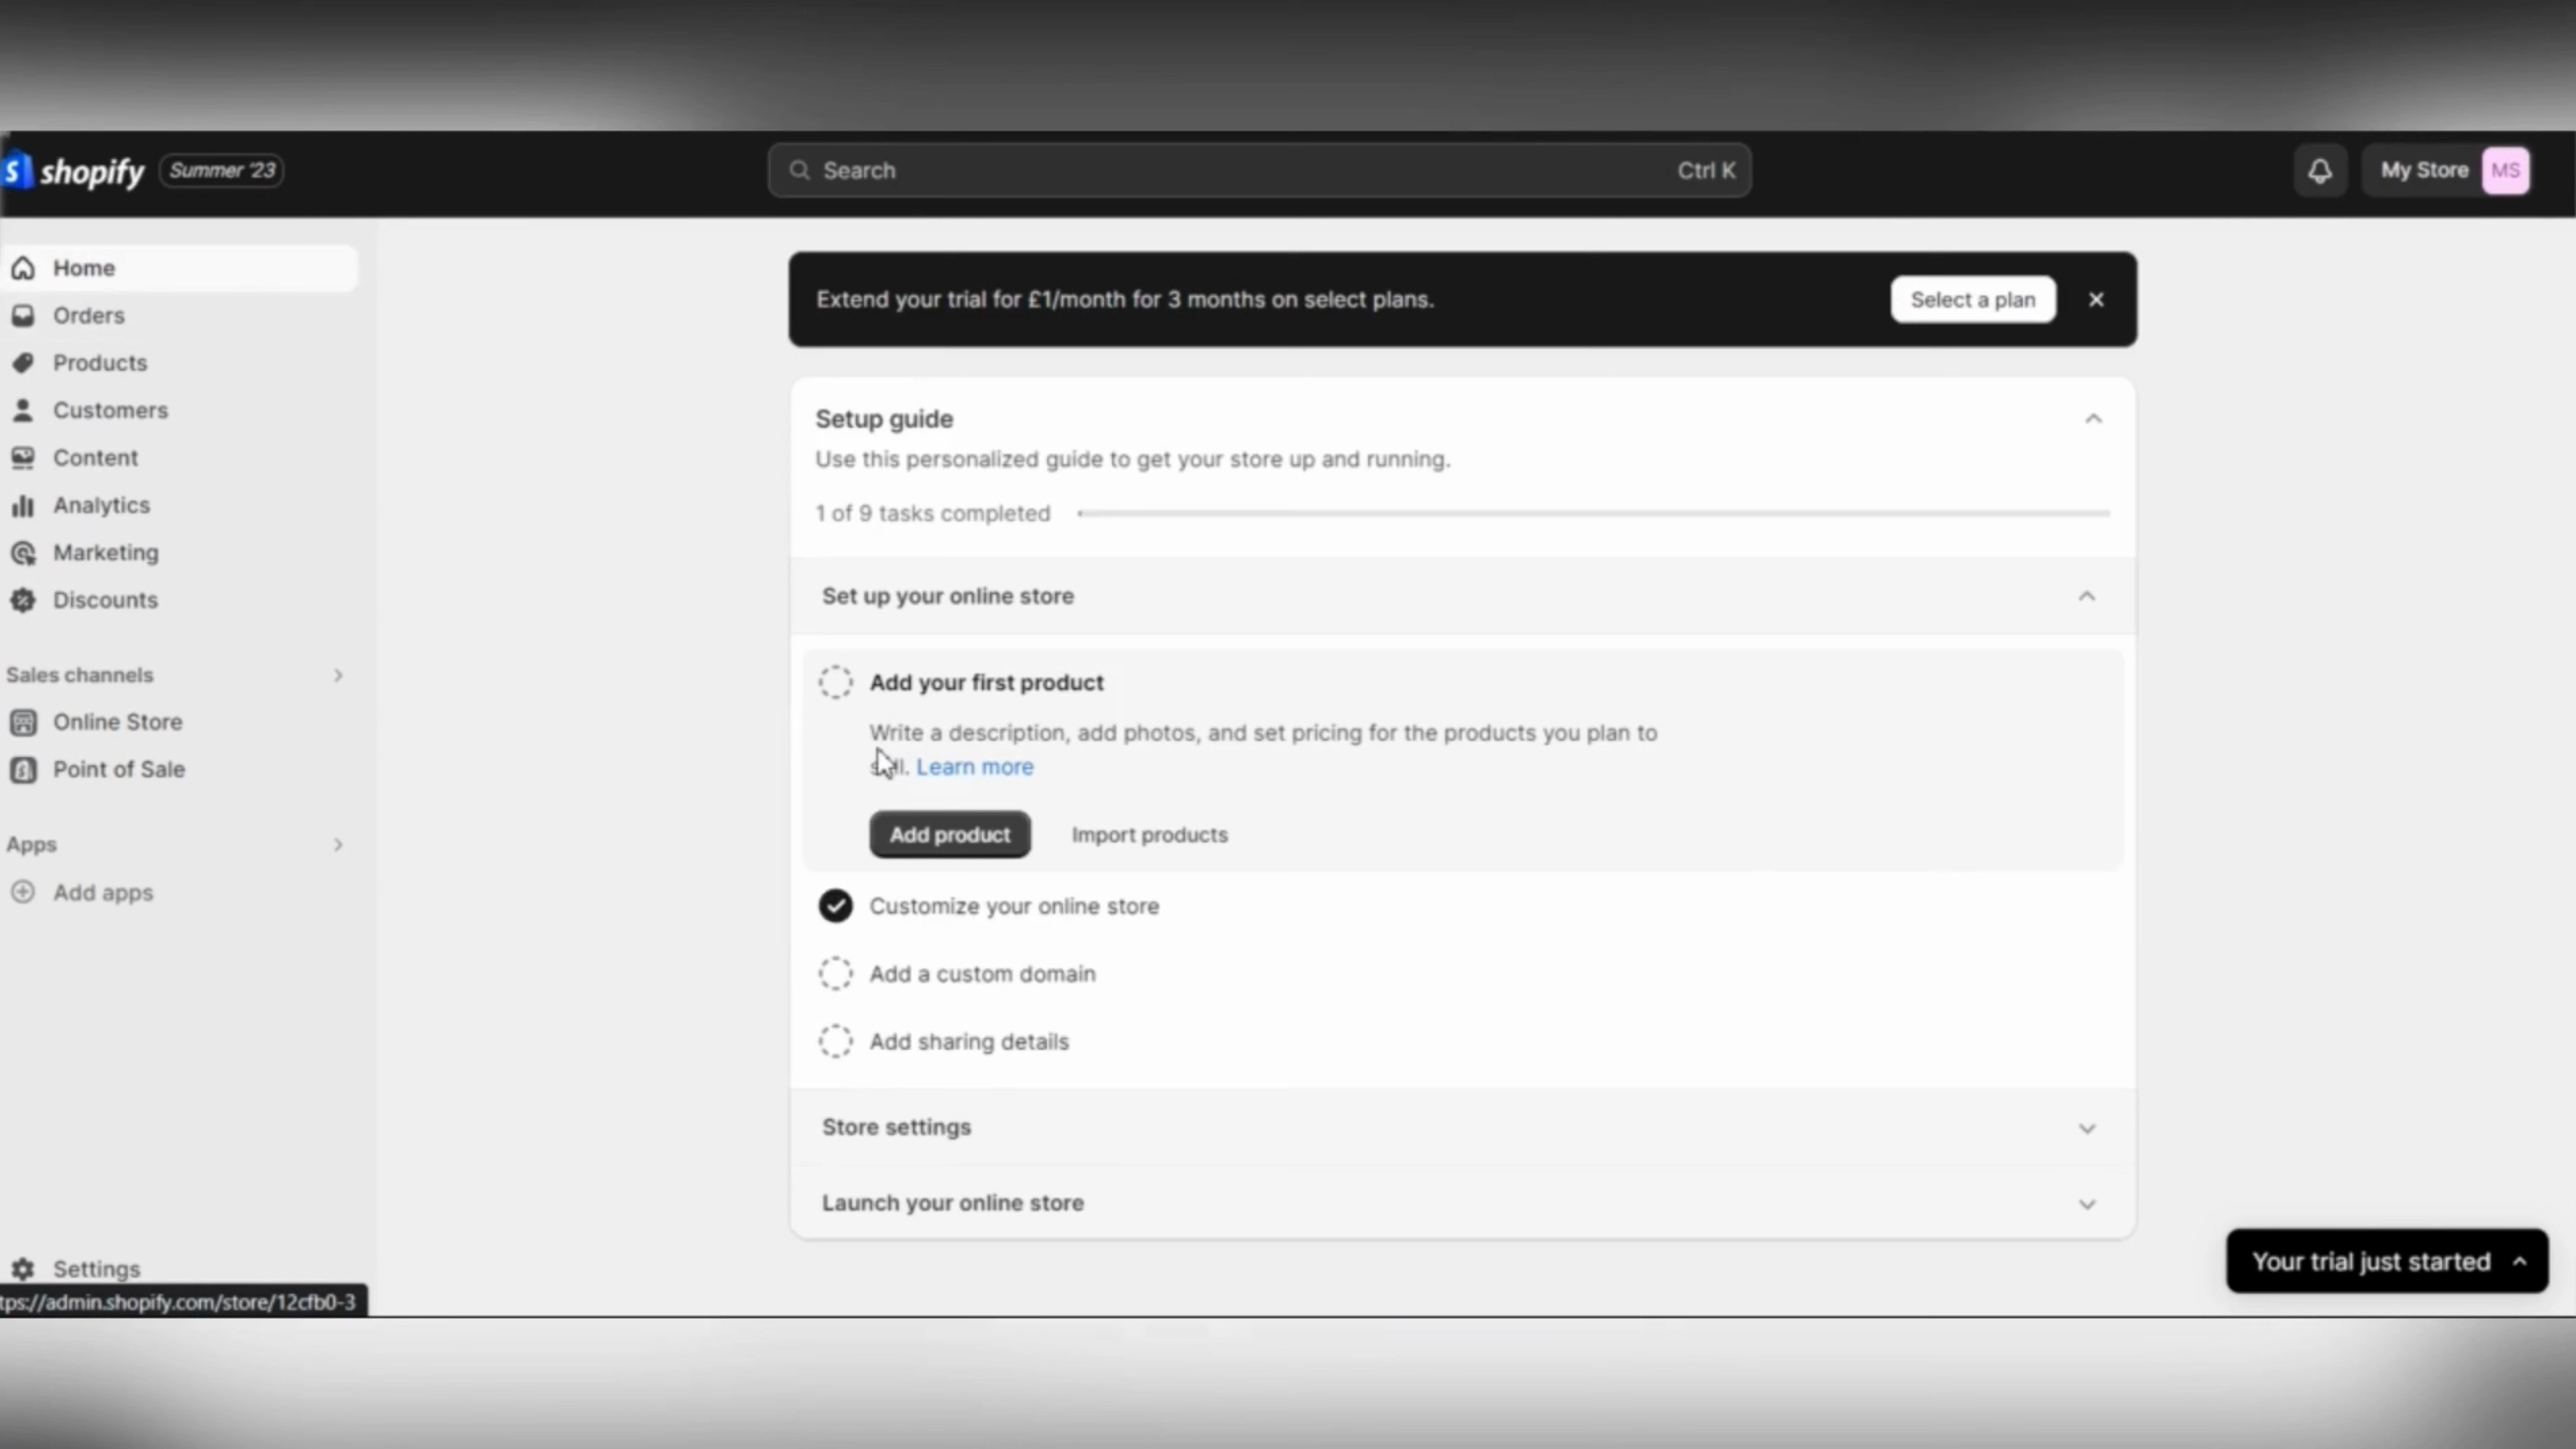 shopify Summer '23
Search Ctrl K
My Store MS
Home
Orders
Products
Customers
Content
Analytics
Marketing
Discounts
Sales channels
Online Store
Point of Sale
Apps
Add apps
Settings
tps://admin.shopify.com/store/12cfb0-3
Extend your trial for £1/month for 3 months on select plans.
Select a plan
Setup guide
Use this personalized guide to get your store up and running.
1 of 9 tasks completed
Set up your online store
Add your first product
Write a description, add photos, and set pricing for the products you plan to
Learn more
Add product Import products
Customize your online store
Add a custom domain
Add sharing details
Store settings
Launch your online store
Your trial just started